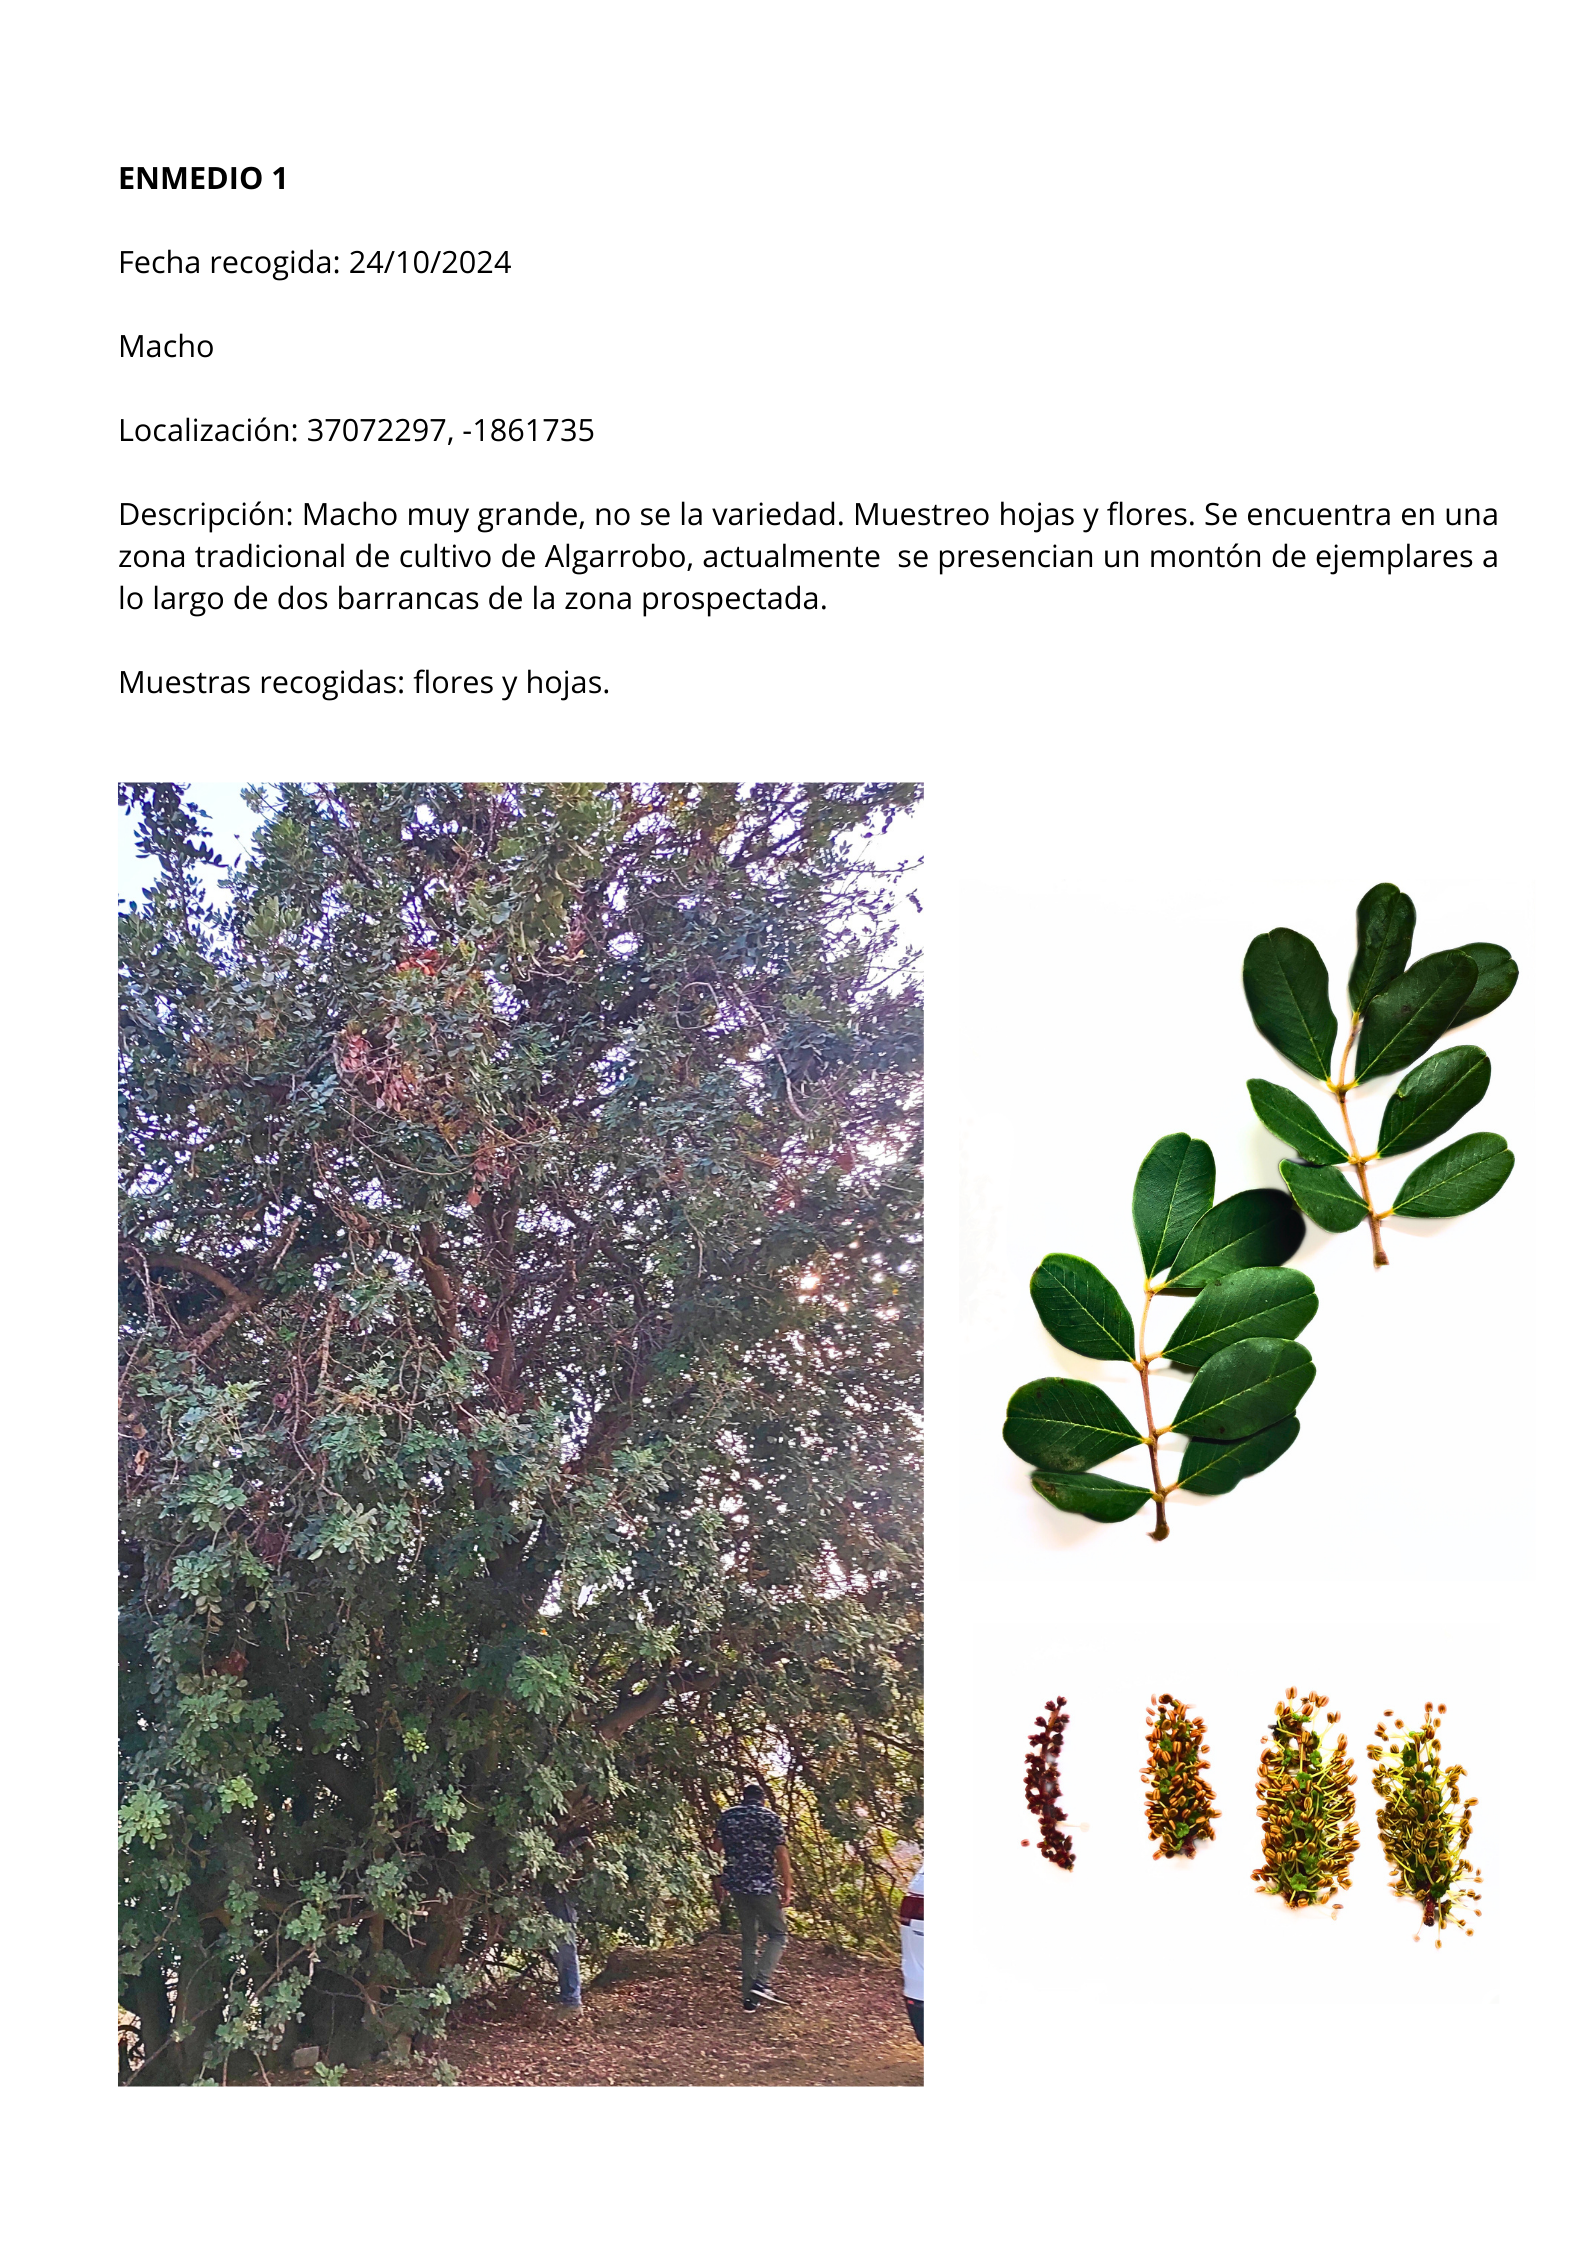 ENMEDIO 1
Fecha recogida: 24/10/2024
Macho
Localización: 37072297, -1861735
Descripción: Macho muy grande, no se la variedad. Muestreo hojas y flores. Se encuentra en una
zona tradicional de cultivo de Algarrobo, actualmente  se presencian un montón de ejemplares a
lo largo de dos barrancas de la zona prospectada.
Muestras recogidas: flores y hojas.